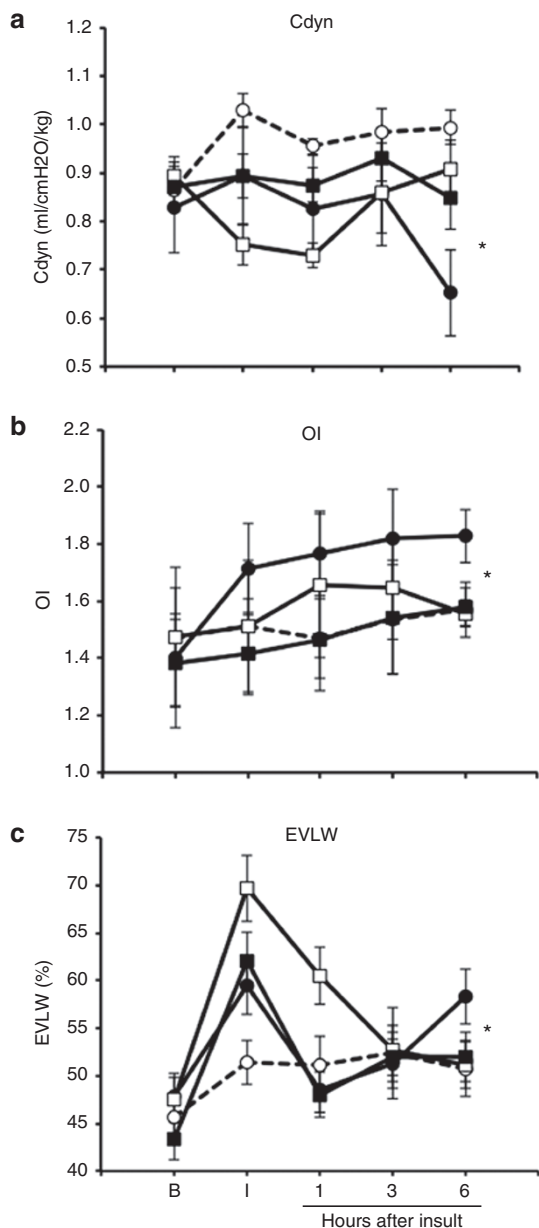 a
Cdyn
1.2
1.1
1.0
0.9
0.8
0.7
0.6
0.5
Cdyn (ml/cmH2O/kg)
*
b
OI
2.2
2.0
1.8
1.6
1.4
1.2
1.0
OI
*
c
EVLW
75
70
65
60
55
50
45
40
EVLW (%)
*
B I 1 3 6
Hours after insult